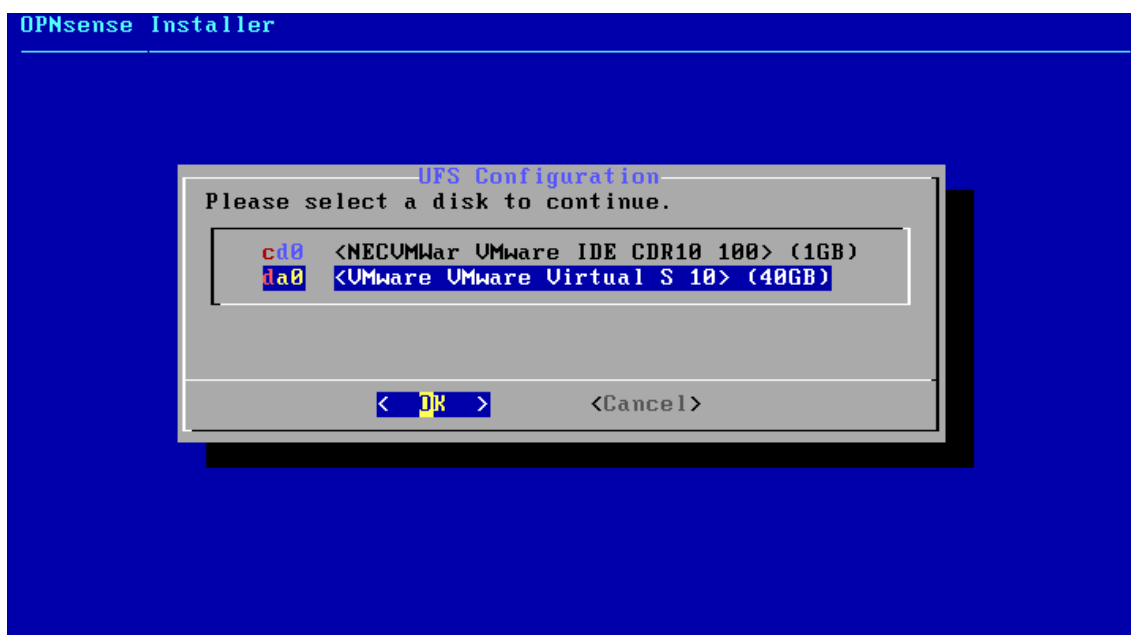 OPNsense Installer
UFS Configuration
Please select a disk to continue.
cd0 <NECVMWar VMware IDE CDR10 100> (1GB)
da0 <VMware VMware Virtual S 10> (40GB)
< OK > <Cancel>